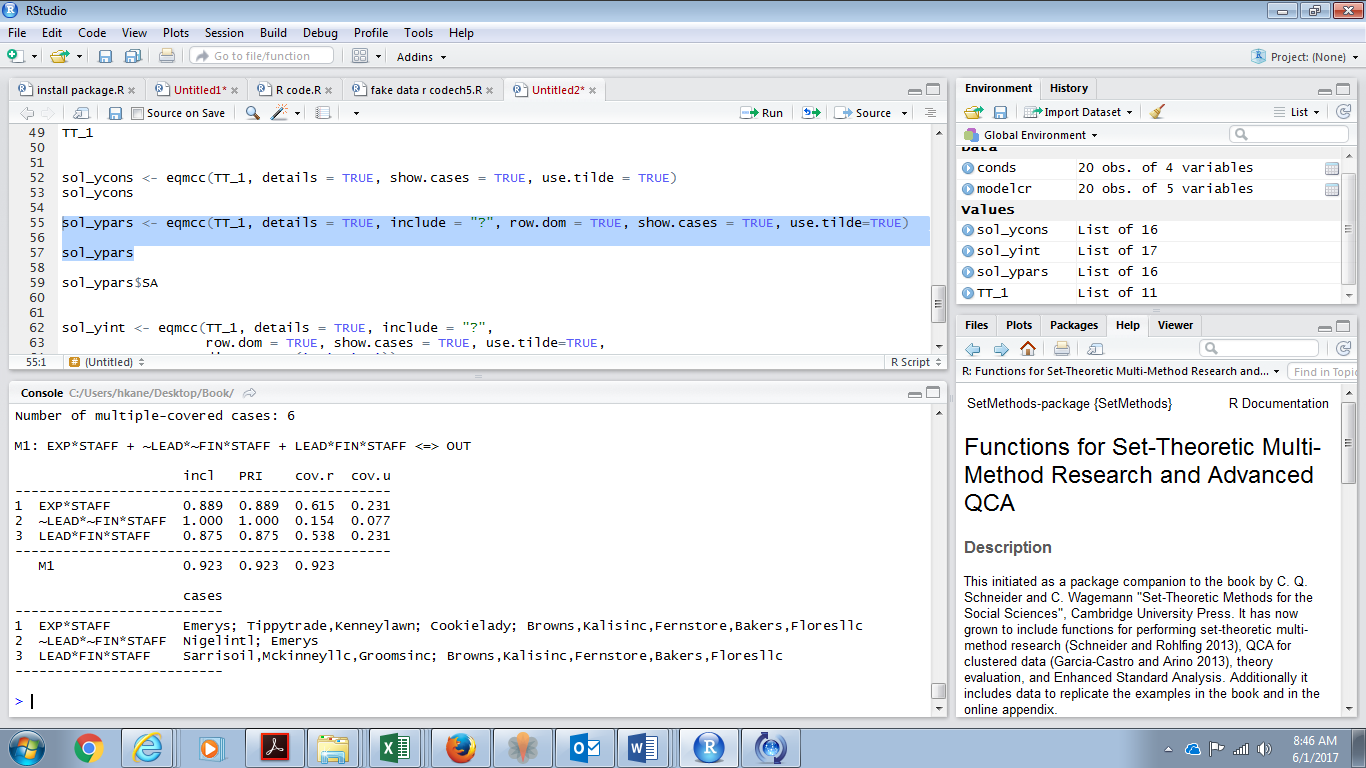 RStudio
File Edit Code View Plots Session Build Debug Profile Tools Help
Go to file/function Addins Project: (None)
install package.R Untitled1* R code.R fake data r codech5.R Untitled2*
Source on Save Run Source
49 TT_1
50
51
52 sol_ycons <- eqmcc(TT_1, details = TRUE, show.cases = TRUE, use.tilde = TRUE)
53 sol_ycons
54
55 sol_ypars <- eqmcc(TT_1, details = TRUE, include = "?", row.dom = TRUE, show.cases = TRUE, use.tilde=TRUE)
56
57 sol_ypars
58
59 sol_ypars$SA
60
61
62 sol_yint <- eqmcc(TT_1, details = TRUE, include = "?",
63 row.dom = TRUE, show.cases = TRUE, use.tilde=TRUE,
55:1 (Untitled) R Script
Console C:/Users/hkane/Desktop/Book/
Number of multiple-covered cases: 6
M1: EXP*STAFF + ~LEAD*~FIN*STAFF + LEAD*FIN*STAFF <=> OUT
incl PRI cov.r cov.u
-----------------------------------------------
1 EXP*STAFF 0.889 0.889 0.615 0.231
2 ~LEAD*~FIN*STAFF 1.000 1.000 0.154 0.077
3 LEAD*FIN*STAFF 0.875 0.875 0.538 0.231
-----------------------------------------------
M1 0.923 0.923 0.923
cases
--------------------------
1 EXP*STAFF Emerys; Tippytrade,Kenneylawn; Cookielady; Browns,Kalisinc,Fernstore,Bakers,Floresllc
2 ~LEAD*~FIN*STAFF Nigelintl; Emerys
3 LEAD*FIN*STAFF Sarrisoil,Mckinneyllc,Groomsinc; Browns,Kalisinc,Fernstore,Bakers,Floresllc
--------------------------
>
Environment History
Import Dataset List
Global Environment
Data
conds 20 obs. of 4 variables
modelcr 20 obs. of 5 variables
Values
sol_ycons List of 16
sol_yint List of 17
sol_ypars List of 16
TT_1 List of 11
Files Plots Packages Help Viewer
R: Functions for Set-Theoretic Multi-Method Research and... Find in Topic
SetMethods-package {SetMethods} R Documentation
Functions for Set-Theoretic Multi-
Method Research and Advanced
QCA
Description
This initiated as a package companion to the book by C. Q.
Schneider and C. Wagemann "Set-Theoretic Methods for the
Social Sciences", Cambridge University Press. It has now
grown to include functions for performing set-theoretic multi-
method research (Schneider and Rohlfing 2013), QCA for
clustered data (Garcia-Castro and Arino 2013), theory
evaluation, and Enhanced Standard Analysis. Additionally it
includes data to replicate the examples in the book and in the
online appendix.
8:46 AM
6/1/2017